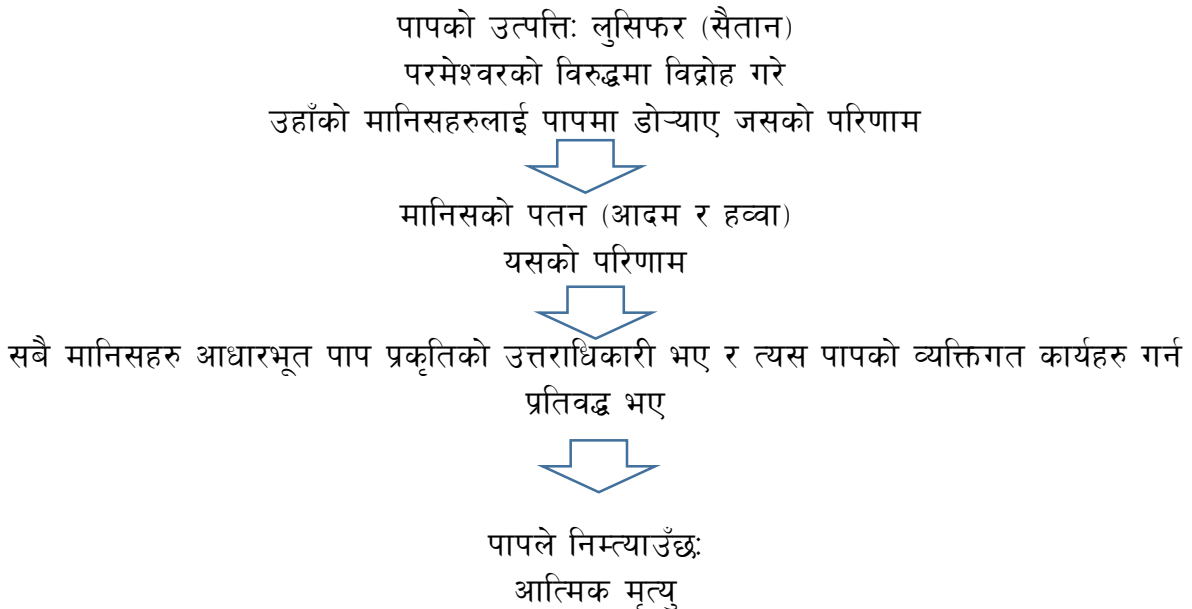 पापको उत्पत्तिः लुसिफर (सैतान)
परमेश्वरको विरुद्धमा विद्रोह गरे
उहाँको मानिसहरुलाई पापमा डोऱ्याए जसको परिणाम
मानिसको पतन (आदम र हव्वा)
यसको परिणाम
सबै मानिसहरु आधारभूत पाप प्रकृतिको उत्तराधिकारी भए र त्यस पापको व्यक्तिगत कार्यहरु गर्न
प्रतिवद्ध भए
पापले निम्त्याउँछः
आत्मिक मृत्यु